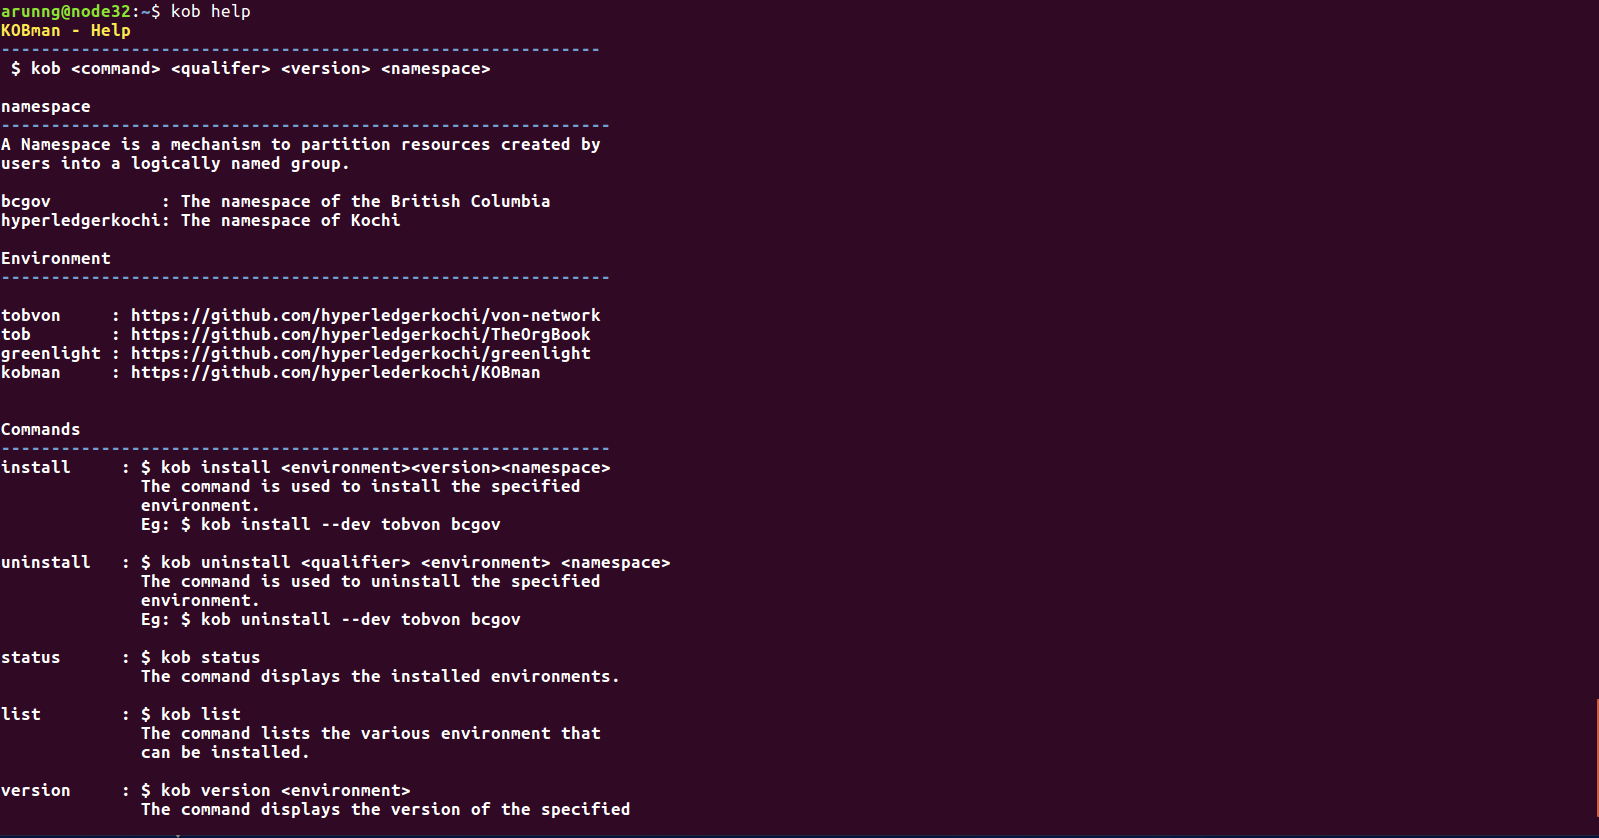 arunng@node32:~$ kob help
KOBman - Help
------------------------------------------------------------
 $ kob <command> <qualifer> <version> <namespace>
namespace
-------------------------------------------------------------
A Namespace is a mechanism to partition resources created by
users into a logically named group.
bcgov           : The namespace of the British Columbia
hyperledgerkochi: The namespace of Kochi
Environment
-------------------------------------------------------------
tobvon     : https://github.com/hyperledgerkochi/von-network
tob        : https://github.com/hyperledgerkochi/TheOrgBook
greenlight : https://github.com/hyperledgerkochi/greenlight
kobman     : https://github.com/hyperlederkochi/KOBman
Commands
-------------------------------------------------------------
install     : $ kob install <environment><version><namespace>
              The command is used to install the specified
              environment.
              Eg: $ kob install --dev tobvon bcgov
uninstall   : $ kob uninstall <qualifier> <environment> <namespace>
              The command is used to uninstall the specified
              environment.
              Eg: $ kob uninstall --dev tobvon bcgov
status      : $ kob status
              The command displays the installed environments.
list        : $ kob list
              The command lists the various environment that
              can be installed.
version     : $ kob version <environment>
              The command displays the version of the specified